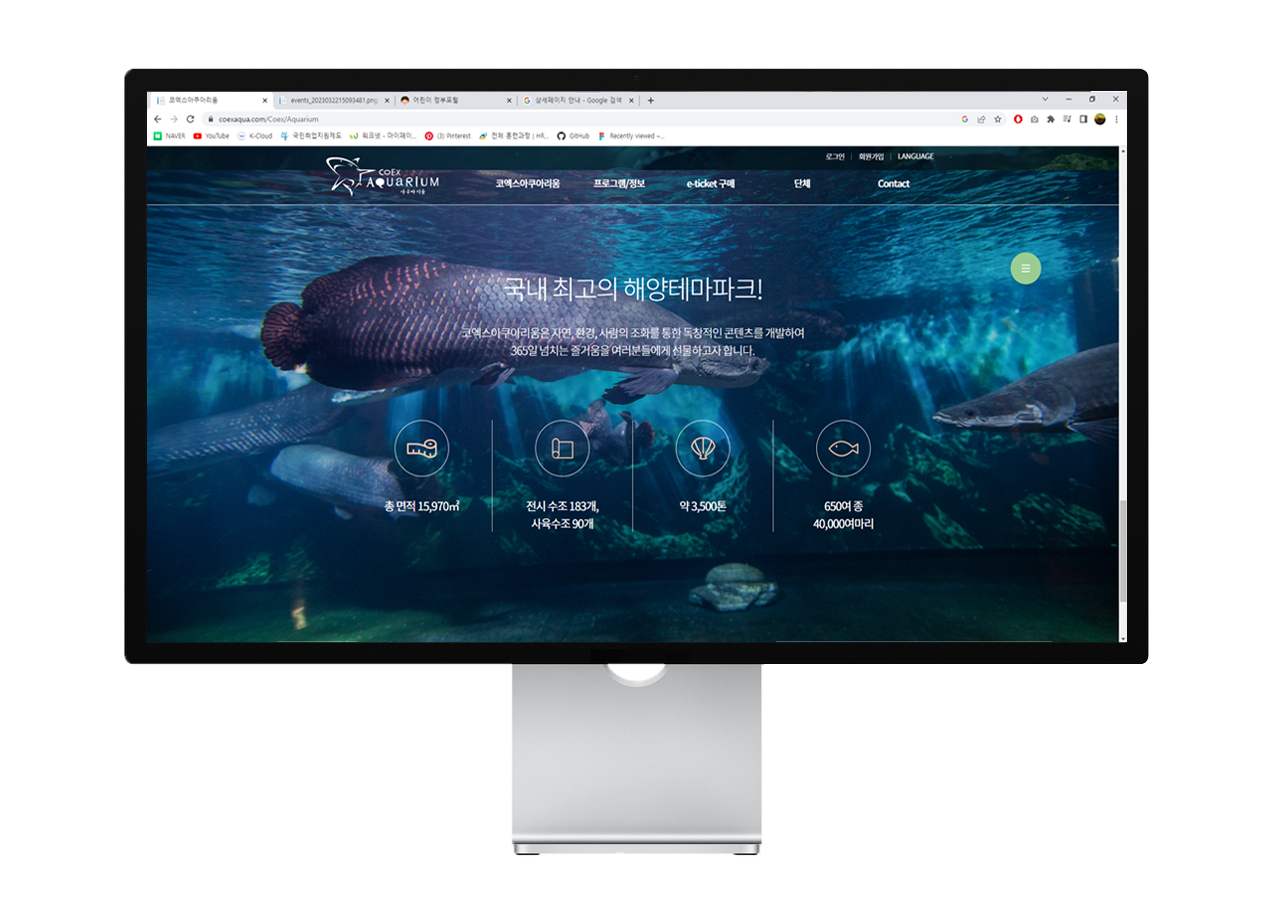 코엑스아쿠아리움
events_2023032215093481.png
어린이 정부포털
상세페이지 안내 - Google 검색
coexaqua.com/Coex/Aquarium
NAVER YouTube K-Cloud 국민취업지원제도 워크넷 - 마이페이... (3) Pinterest 전체 훈련과정 | HR... GitHub Recently viewed –...
로그인 | 회원가입 | LANGUAGE
COEX
AQUARIUM
아쿠아리움
코엑스아쿠아리움 프로그램/정보 e-ticket 구매 단체 Contact
국내 최고의 해양테마파크!
코엑스아쿠아리움은 자연, 환경, 사람의 조화를 통한 독창적인 콘텐츠를 개발하여
365일 넘치는 즐거움을 여러분들에게 선물하고자 합니다.
총 면적 15,970㎡
전시 수조 183개,
사육수조 90개
약 3,500톤
650여 종
40,000여마리